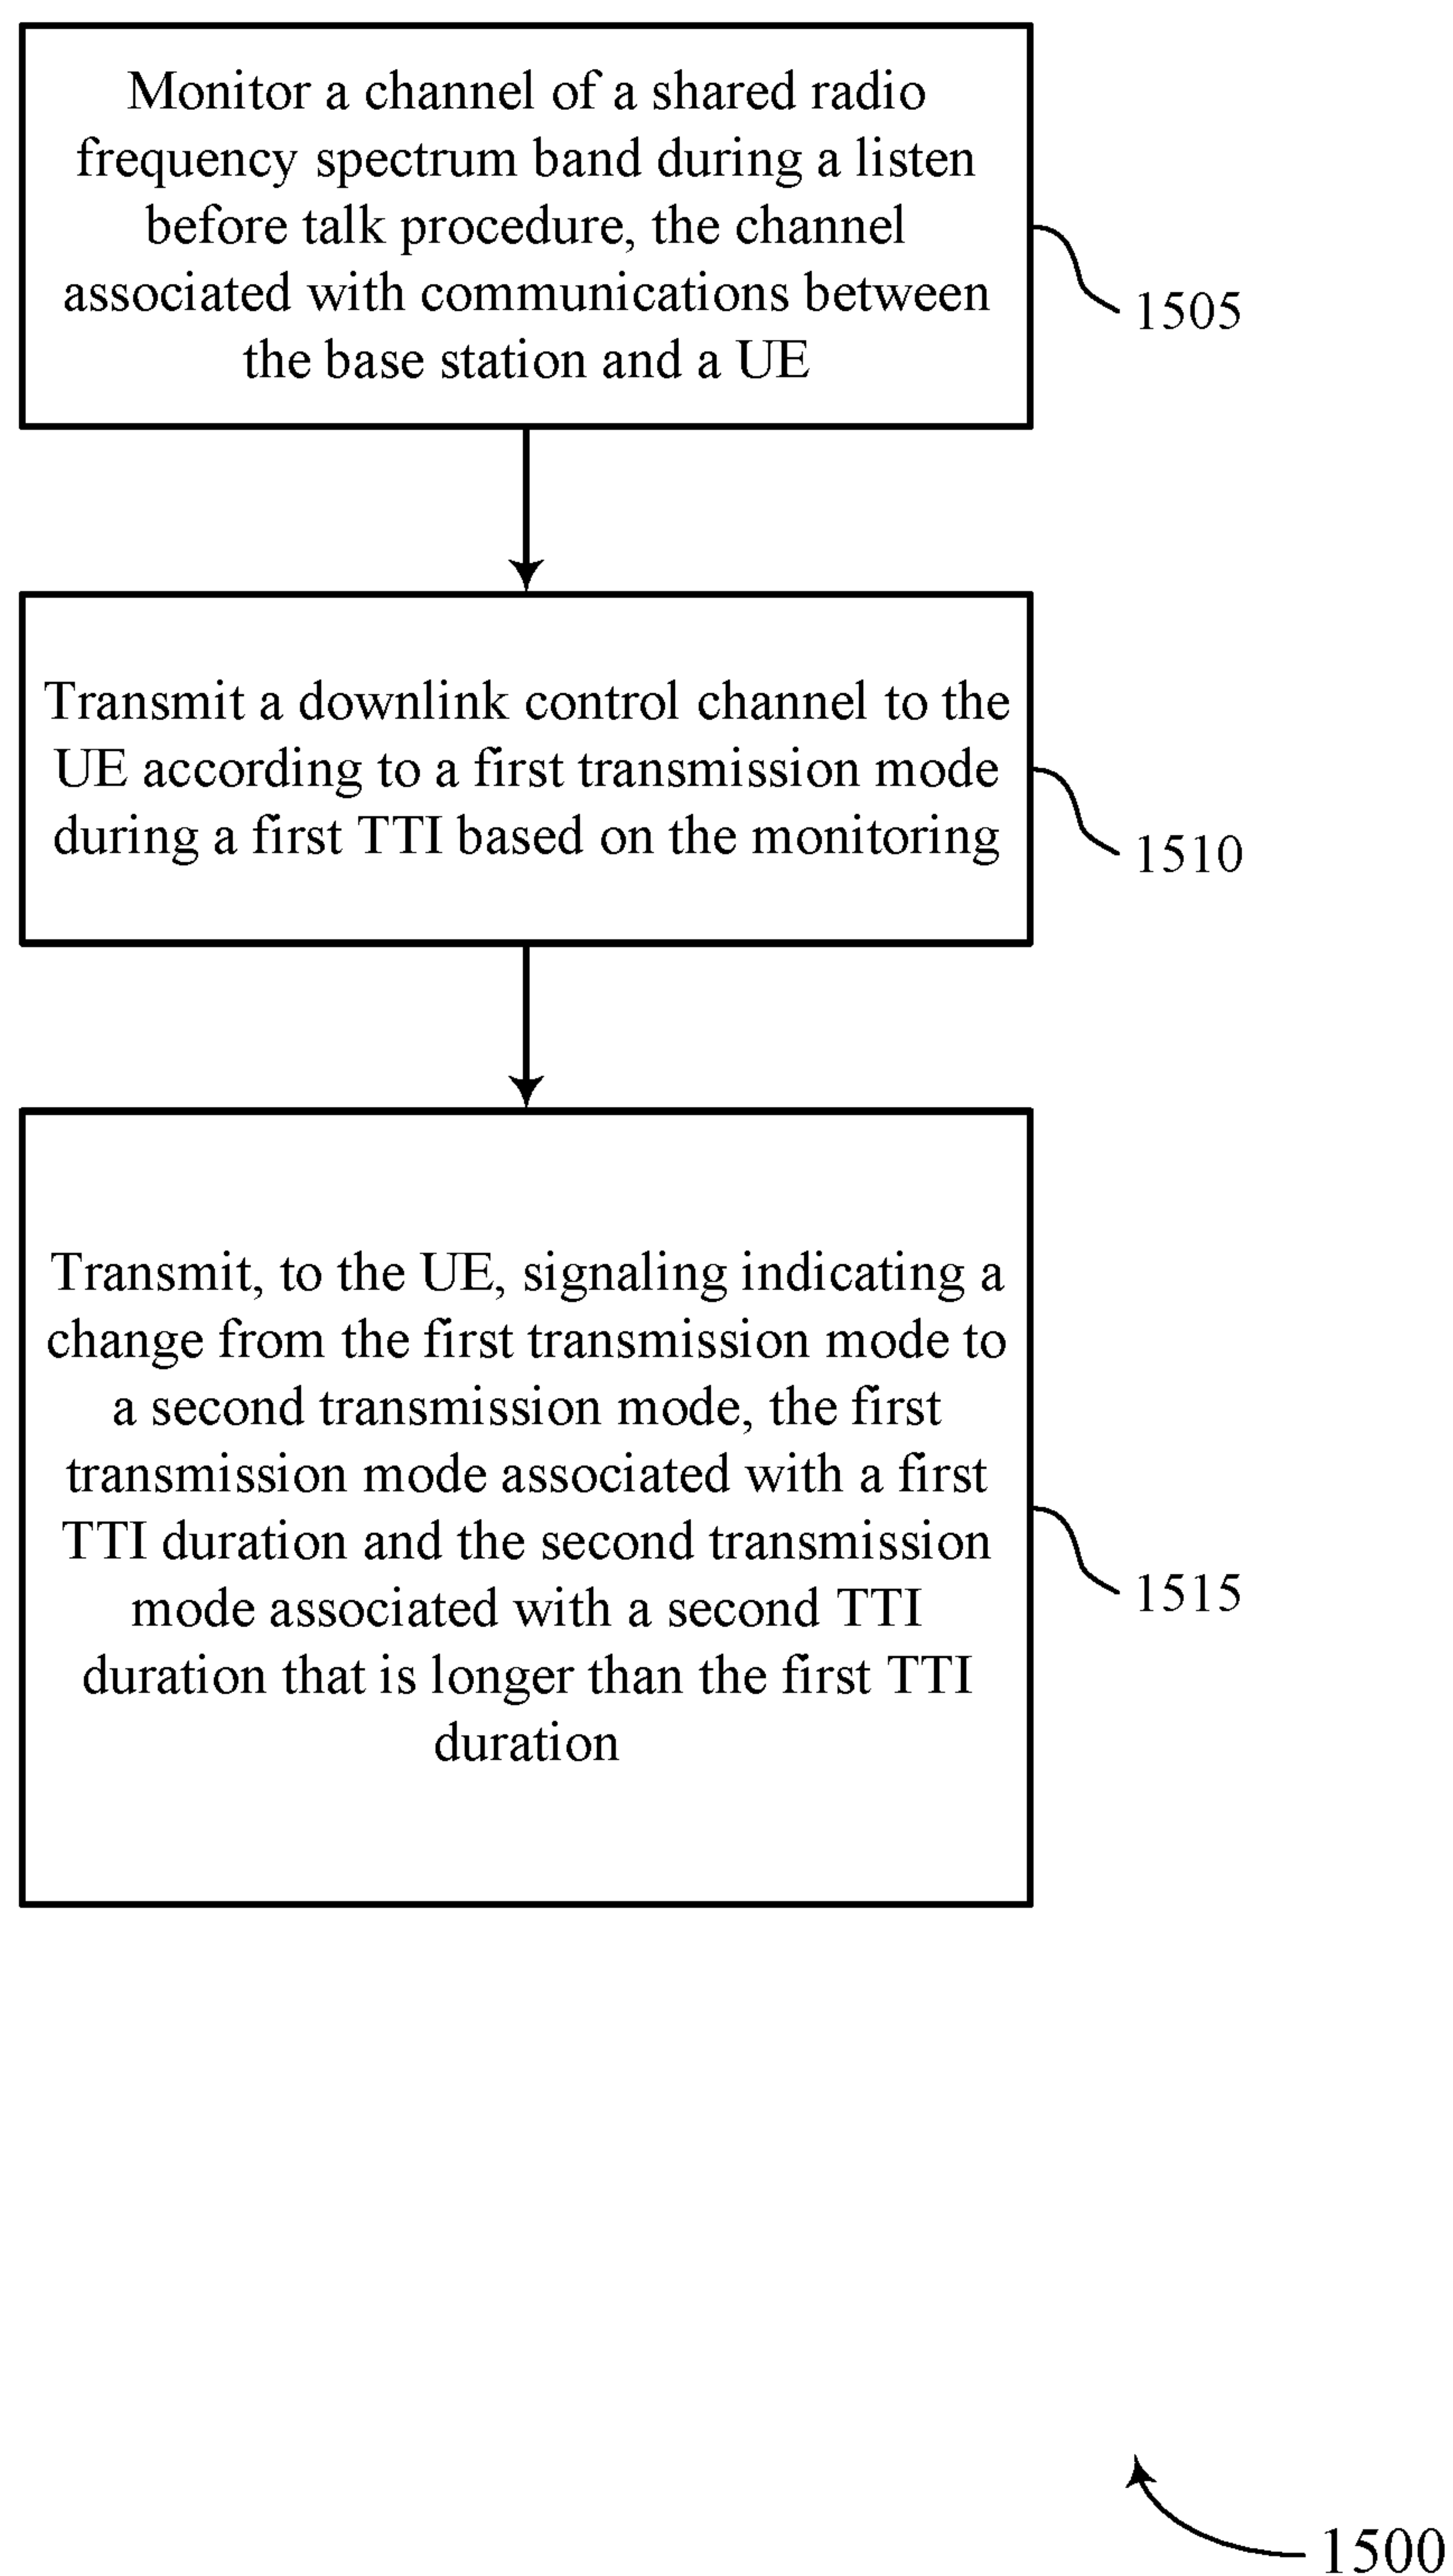 Monitor a channel of a shared radio
frequency spectrum band during a listen
before talk procedure, the channel
associated with communications between
the base station and a UE
1505
Transmit a downlink control channel to the
UE according to a first transmission mode
during a first TTI based on the monitoring
1510
Transmit, to the UE, signaling indicating a
change from the first transmission mode to
a second transmission mode, the first
transmission mode associated with a first
TTI duration and the second transmission
mode associated with a second TTI
duration that is longer than the first TTI
duration
1515
1500